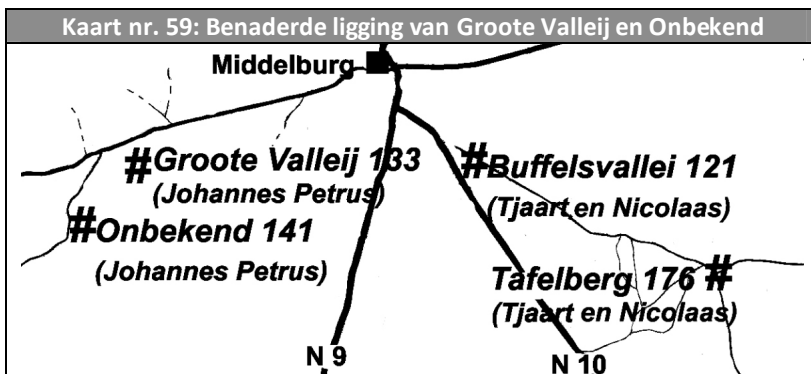 Kaart nr. 59: Benaderde ligging van Groote Valleij en Onbekend
Middelburg
#Groote Valleij 133
(Johannes Petrus)
#Buffelsvallei 121
(Tjaart en Nicolaas)
#Onbekend 141
(Johannes Petrus)
Tafelberg 176 #
(Tjaart en Nicolaas)
N 9
N 10